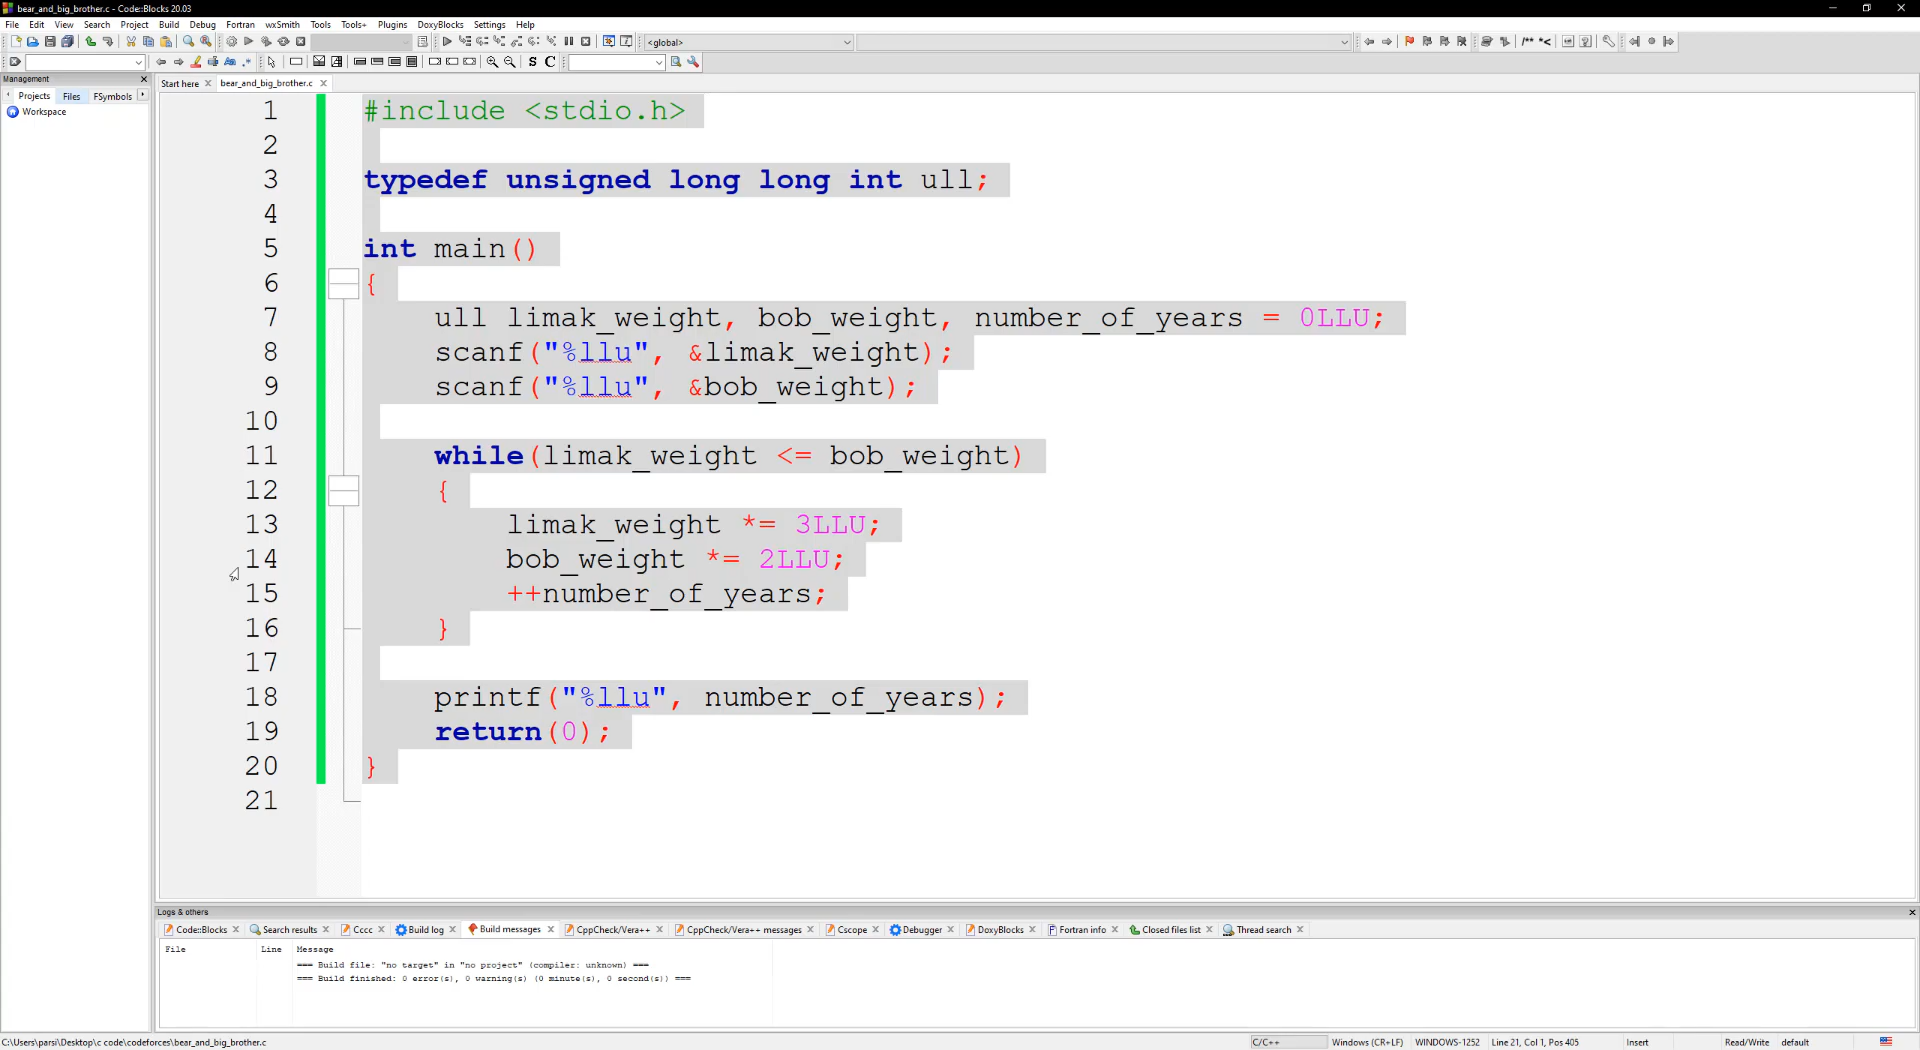 bear_and_big_brother.c - Code::Blocks 20.03
File Edit View Search Project Build Debug Fortran wxSmith Tools Tools+ Plugins DoxyBlocks Settings Help
<global>
/** *<
S C
Management
Start here bear_and_big_brother.c
Projects Files FSymbols
Workspace
1 #include <stdio.h>
2
3 typedef unsigned long long int ull;
4
5 int main()
6 {
7 ull limak_weight, bob_weight, number_of_years = 0LLU;
8 scanf("%llu", &limak_weight);
9 scanf("%llu", &bob_weight);
10
11 while(limak_weight <= bob_weight)
12 {
13 limak_weight *= 3LLU;
14 bob_weight *= 2LLU;
15 ++number_of_years;
16 }
17
18 printf("%llu", number_of_years);
19 return(0);
20 }
21
Logs & others
Code::Blocks Search results Cccc Build log Build messages CppCheck/Vera++ CppCheck/Vera++ messages Cscope Debugger DoxyBlocks Fortran info Closed files list Thread search
File Line Message
=== Build file: "no target" in "no project" (compiler: unknown) ===
=== Build finished: 0 error(s), 0 warning(s) (0 minute(s), 0 second(s)) ===
C:\Users\parsi\Desktop\c code\codeforces\bear_and_big_brother.c C/C++ Windows (CR+LF) WINDOWS-1252 Line 21, Col 1, Pos 405 Insert Read/Write default